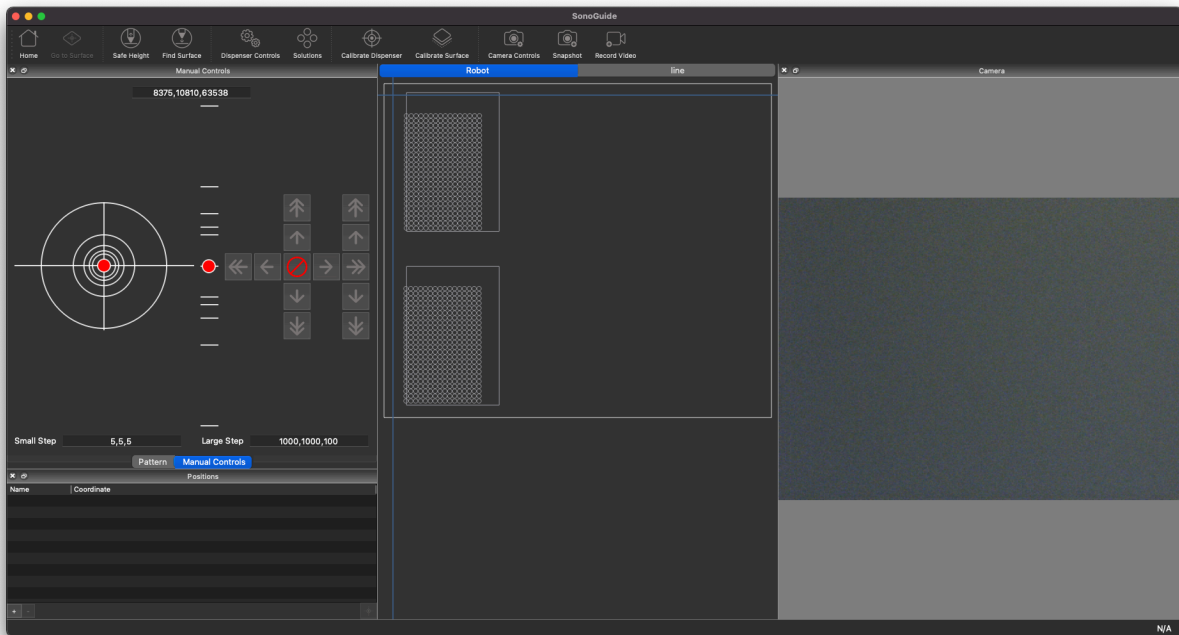 SonoGuide
Home Go to Surface Safe Height Find Surface Dispenser Controls Solutions Calibrate Dispenser Calibrate Surface Camera Controls Snapshot Record Video
Manual Controls
8375,10810,63538
Small Step 5,5,5 Large Step 1000,1000,100
Pattern Manual Controls
Positions
Name Coordinate
+ -
Robot line
Camera
N/A